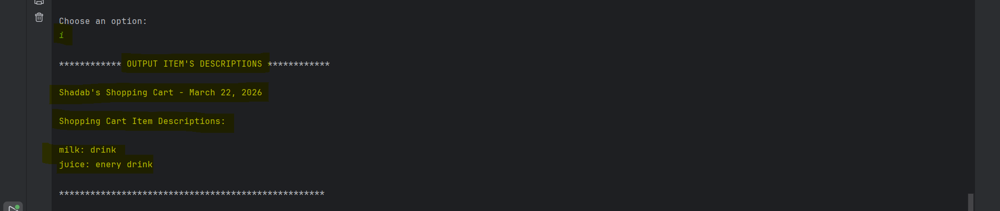 Choose an option:
i
************ OUTPUT ITEM'S DESCRIPTIONS ************
Shadab's Shopping Cart - March 22, 2026
Shopping Cart Item Descriptions:
milk: drink
juice: enery drink
***************************************************